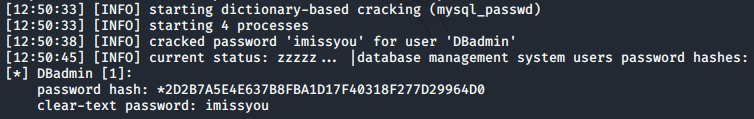 [12:50:33] [INFO] starting dictionary-based cracking (mysql_passwd)
[12:50:33] [INFO] starting 4 processes
[12:50:38] [INFO] cracked password 'imissyou' for user 'DBadmin'
[12:50:45] [INFO] current status: zzzzz... |database management system users password hashes:
[*] DBadmin [1]:
    password hash: *2D2B7A5E4E637B8FBA1D17F40318F277D29964D0
    clear-text password: imissyou